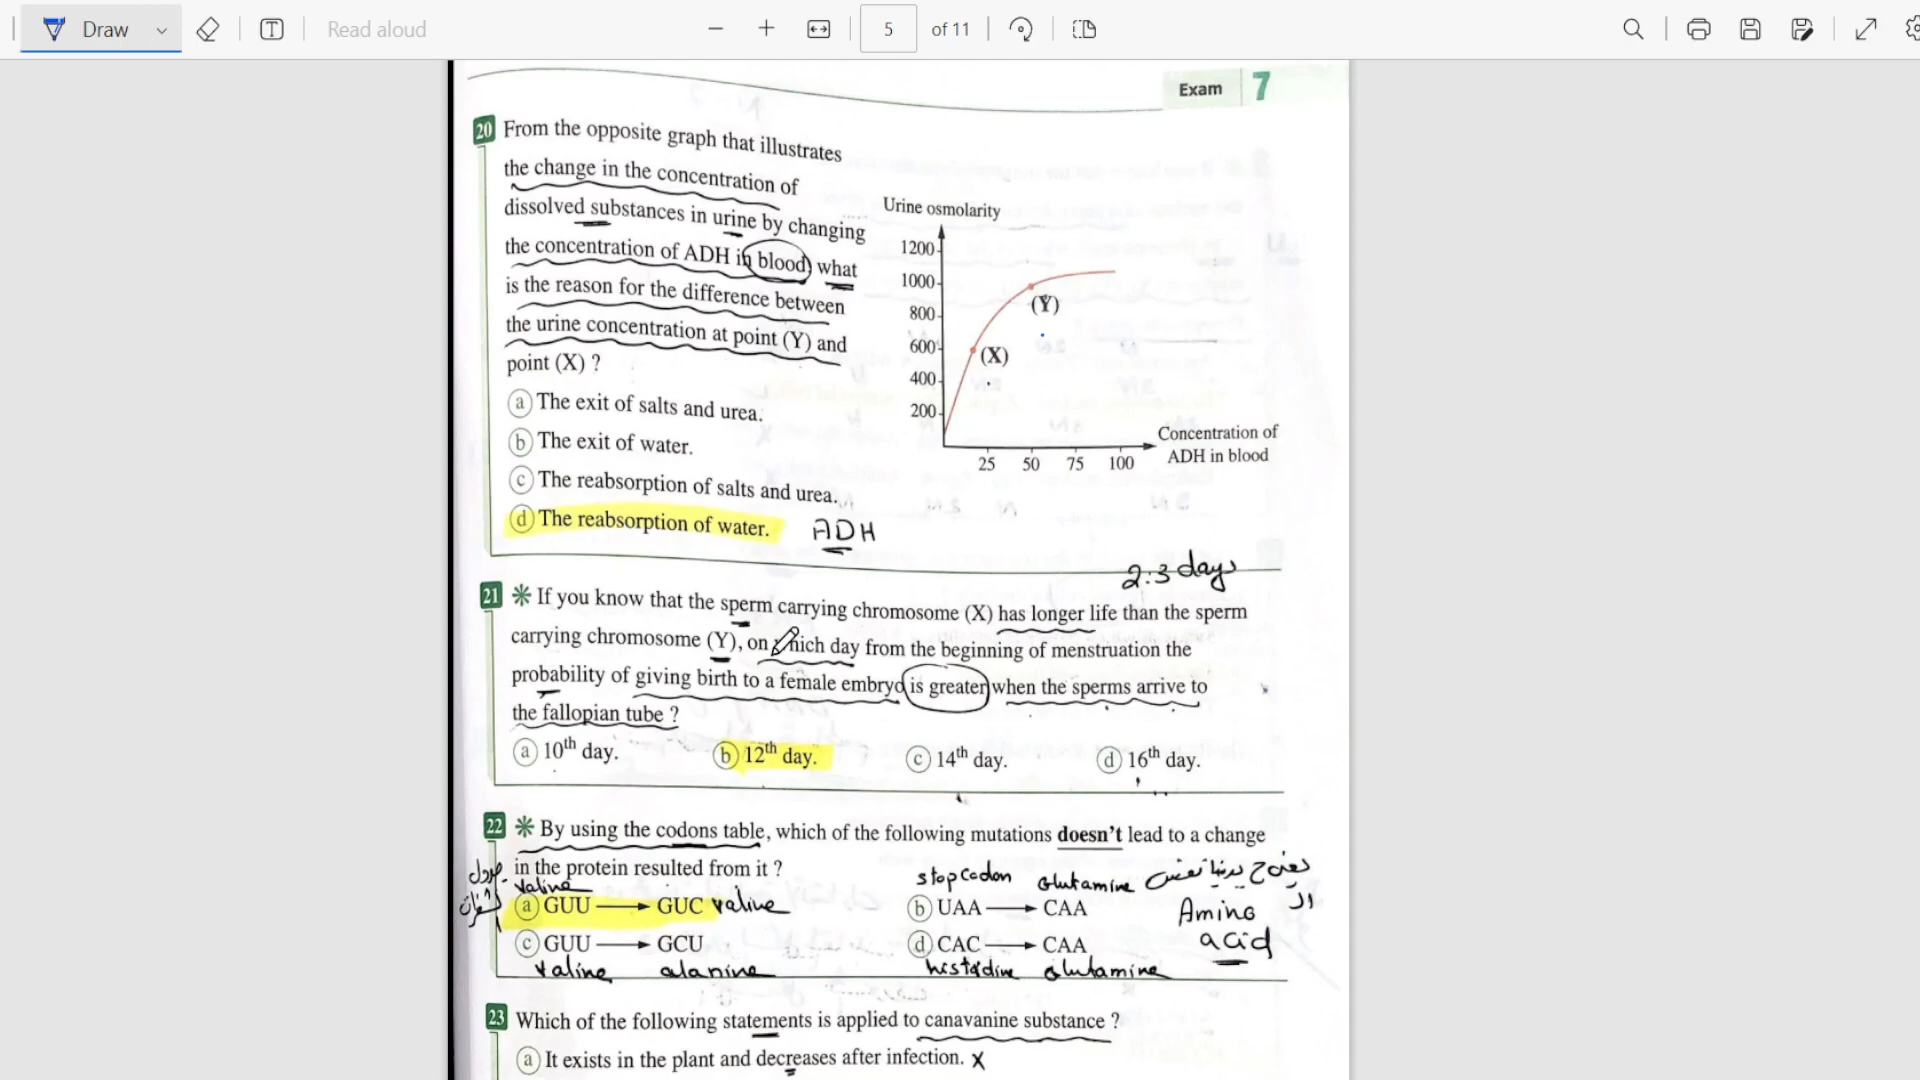 Draw
Read aloud
5
of 11
Exam 7
20 From the opposite graph that illustrates
the change in the concentration of
dissolved substances in urine by changing
the concentration of ADH in blood, what
is the reason for the difference between
the urine concentration at point (Y) and
point (X) ?
a The exit of salts and urea.
b The exit of water.
c The reabsorption of salts and urea.
d The reabsorption of water. ADH
Urine osmolarity
1200
1000
800
600
400
200
(Y)
(X)
25 50 75 100
Concentration of
ADH in blood
2:3 days
21 * If you know that the sperm carrying chromosome (X) has longer life than the sperm
carrying chromosome (Y), on which day from the beginning of menstruation the
probability of giving birth to a female embryo is greater when the sperms arrive to
the fallopian tube ?
a 10th day. b 12th day. c 14th day. d 16th day.
22 * By using the codons table, which of the following mutations doesn't lead to a change
in the protein resulted from it ?
valine
stop codon glutamine
a GUU → GUC valine
b UAA → CAA
Amino
acid
c GUU → GCU
d CAC → CAA
valine alanine
histidine glutamine
23 Which of the following statements is applied to canavanine substance ?
a It exists in the plant and decreases after infection. x